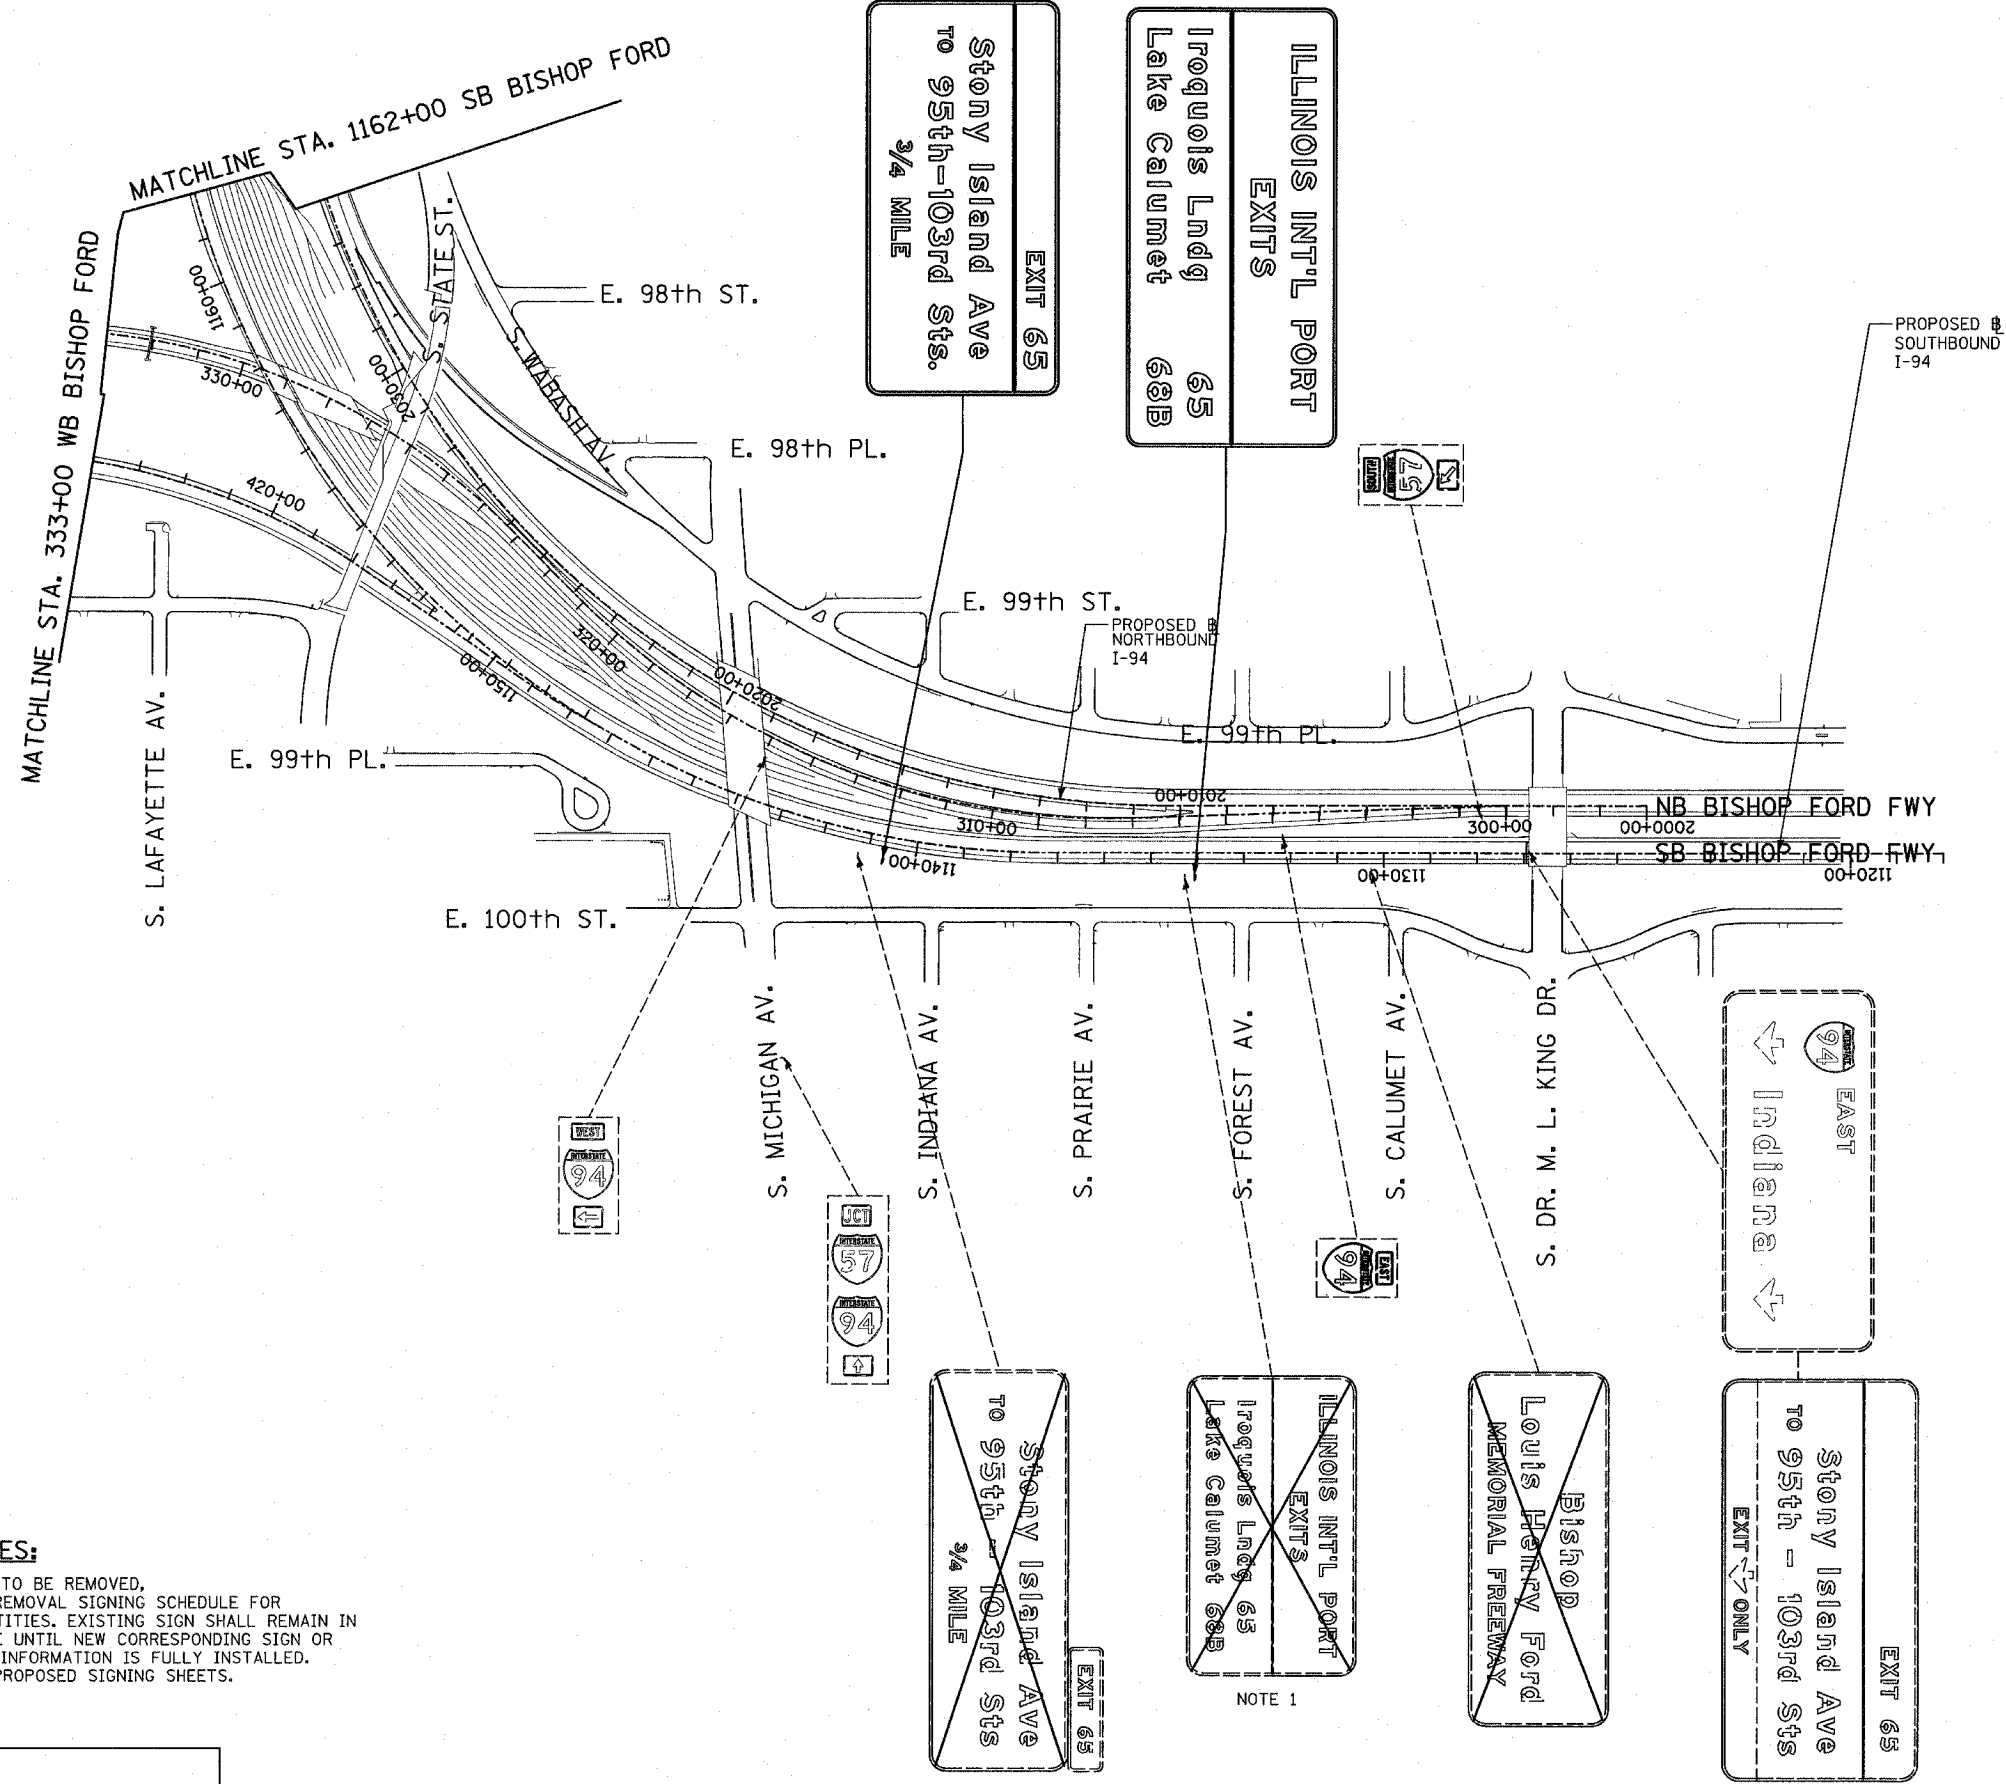 MATCHLINE STA. 1162+00 SB BISHOP FORD
MATCHLINE STA. 333+00 WB BISHOP FORD
EXIT 65
Stony Island Ave
TO 95th-103rd Sts.
3/4 MILE
ILLINOIS INT'L PORT
EXITS
Iroquois Lndg 65
Lake Calumet 68B
PROPOSED B
SOUTHBOUND
I-94
E. 98th ST.
S. STATE ST.
S. WABASH AV.
E. 98th PL.
1160+00
330+00
2030+00
420+00
57
SOUTH
E. 99th ST.
PROPOSED B
NORTHBOUND
I-94
320+00
1150+00
2020+00
S. LAFAYETTE AV.
E. 99th PL.
E. 99th PL.
2010+00
310+00
300+00
2000+00
NB BISHOP FORD FWY
SB BISHOP FORD FWY
1140+00
1130+00
1120+00
E. 100th ST.
S. MICHIGAN AV.
S. INDIANA AV.
S. PRAIRIE AV.
S. FOREST AV.
S. CALUMET AV.
S. DR. M. L. KING DR.
WEST
INTERSTATE
94
JCT
INTERSTATE
57
INTERSTATE
94
EAST
94
INTERSTATE
94 EAST
Indiana
EXIT 65
Stony Island Ave
TO 95th - 103rd Sts
3/4 MILE
ILLINOIS INT'L PORT
EXITS
Iroquois Lndg 65
Lake Calumet 68B
NOTE 1
Bishop
Louis Henry Ford
MEMORIAL FREEWAY
EXIT 65
Stony Island Ave
TO 95th - 103rd Sts
EXIT ONLY
ES:
TO BE REMOVED,
REMOVAL SIGNING SCHEDULE FOR
TITIES. EXISTING SIGN SHALL REMAIN IN
E UNTIL NEW CORRESPONDING SIGN OR
INFORMATION IS FULLY INSTALLED.
PROPOSED SIGNING SHEETS.